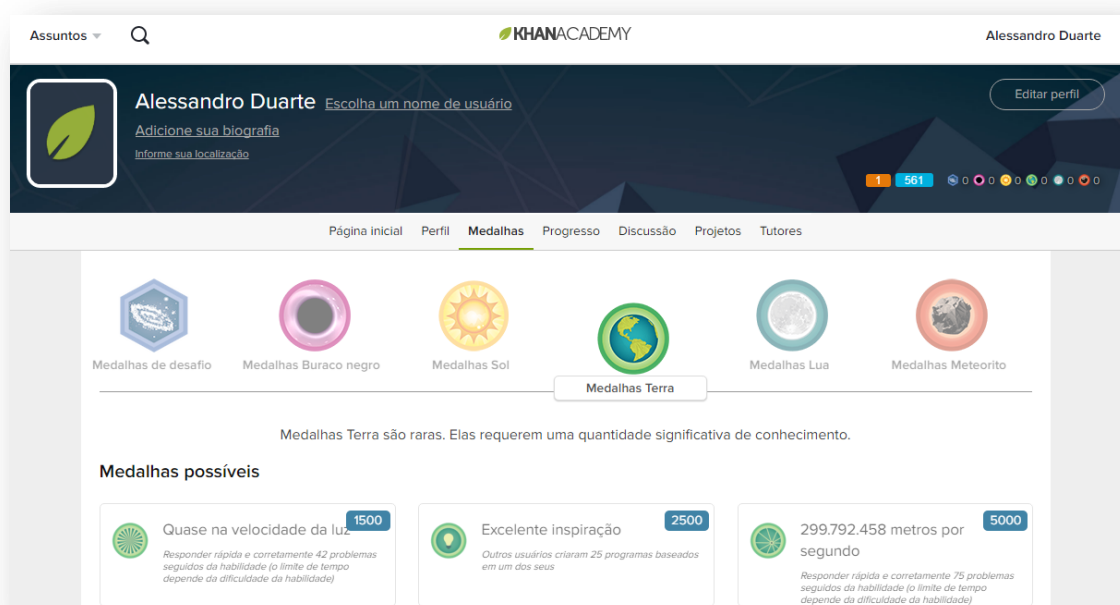 Assuntos
KHANACADEMY
Alessandro Duarte
Alessandro Duarte Escolha um nome de usuário
Editar perfil
Adicione sua biografia
Informe sua localização
1 561 0 0 0 0 0 0
Página inicial Perfil Medalhas Progresso Discussão Projetos Tutores
Medalhas de desafio Medalhas Buraco negro Medalhas Sol Medalhas Lua Medalhas Meteorito
Medalhas Terra
Medalhas Terra são raras. Elas requerem uma quantidade significativa de conhecimento.
Medalhas possíveis
Quase na velocidade da luz 1500
Responder rápida e corretamente 42 problemas
seguidos da habilidade (o limite de tempo
depende da dificuldade da habilidade)
Excelente inspiração 2500
Outros usuários criaram 25 programas baseados
em um dos seus
299.792.458 metros por 5000
segundo
Responder rápida e corretamente 75 problemas
seguidos da habilidade (o limite de tempo
depende da dificuldade da habilidade)